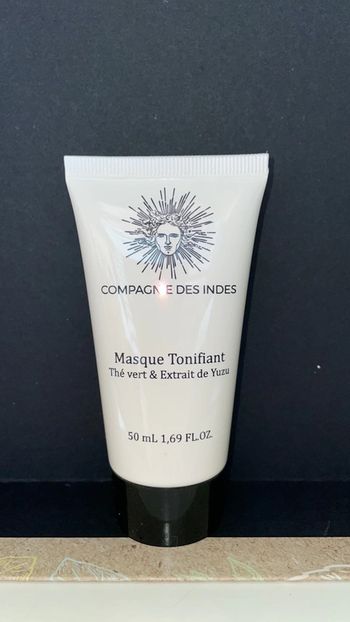 COMPAGNIE DES INDES
Masque Tonifiant
Thé vert & Extrait de Yuzu
50 mL 1,69 FL.OZ.